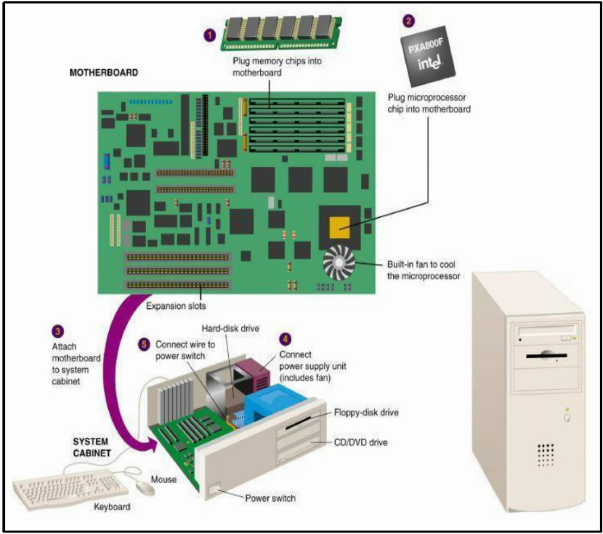 1
Plug memory chips into
motherboard
2
PXA800F
intel
Plug microprocessor
chip into motherboard
MOTHERBOARD
Built-in fan to cool
the microprocessor
Expansion slots
3
Attach
motherboard
to system
cabinet
5
Connect wire to
power switch
Hard-disk drive
4
Connect
power supply unit
(includes fan)
Floppy-disk drive
CD/DVD drive
SYSTEM
CABINET
Mouse
Keyboard
Power switch